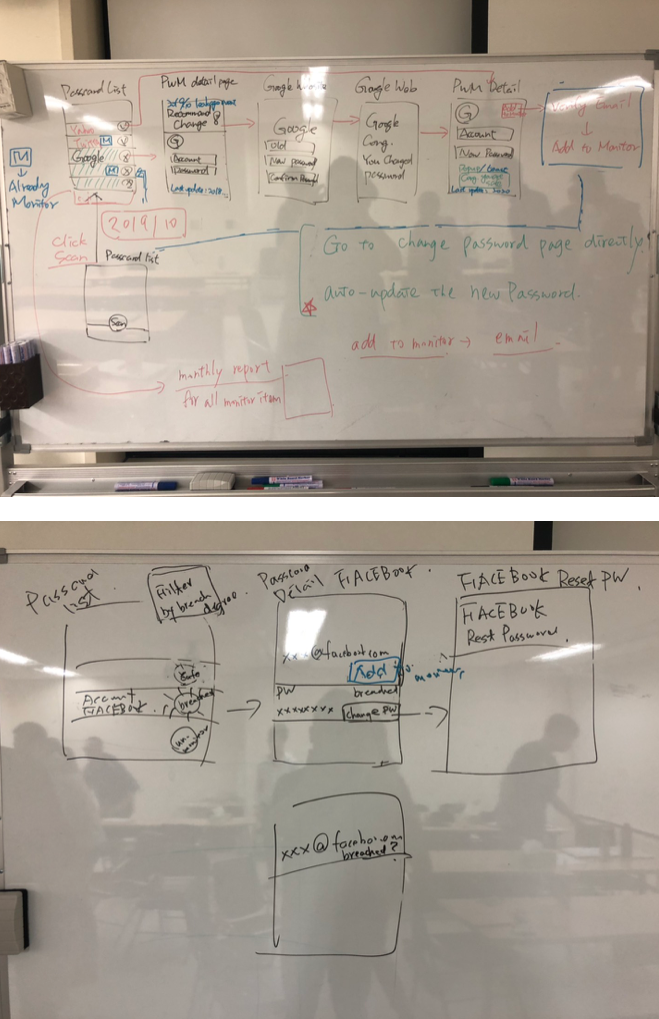 Password List
PWM detail page
Google Website
Google Web
PWM Detail
Yahoo
M
Google
M
M
→ Already
Monitor
Recommand
Change
G
Account
Password
Last update: 2018
Google
Old
New password
Confirm
Google
Cong.
You Changed
password
G
Account
New Password
Last update: 2020
Verify Email
↓
Add to Monitor
2019/10
Click
Scan
Password list
Scan
Go to change password page directly
auto-update the new Password.
add to monitor → email
monthly report
for all monitor item
Password
List
Filter
by breach
degree
Password
Detail FACEBOOK.
FACEBOOK Reset PW.
Safe
Account
FACEBOOK.
breached
xxx@facebook.com
Add to
monitor
PW
breached
xxxxxxxx
change PW
FACEBOOK
Rest Password.
xxx@facebook.com
breached?